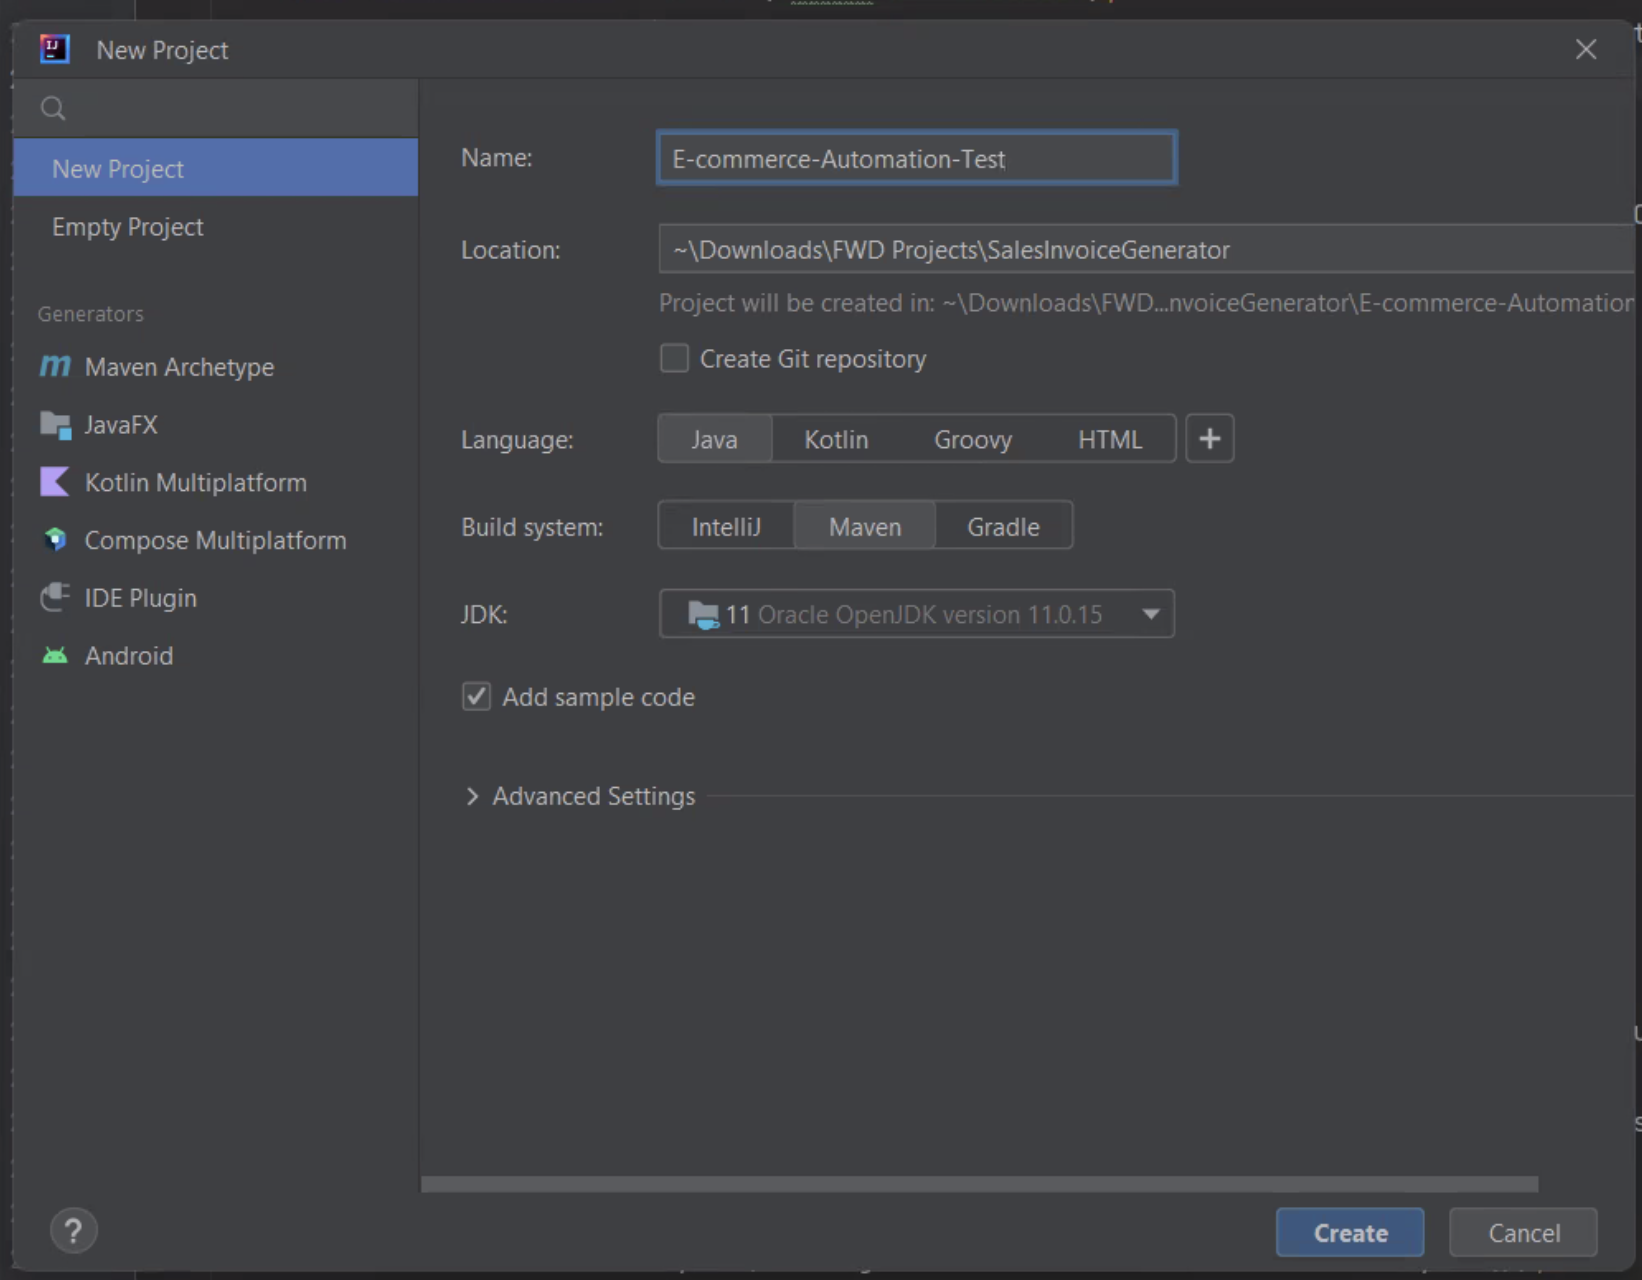 New Project
New Project
Empty Project
Generators
Maven Archetype
JavaFX
Kotlin Multiplatform
Compose Multiplatform
IDE Plugin
Android
Name: E-commerce-Automation-Test
Location: ~\Downloads\FWD Projects\SalesInvoiceGenerator
Project will be created in: ~\Downloads\FWD...nvoiceGenerator\E-commerce-Automation
Create Git repository
Language: Java Kotlin Groovy HTML +
Build system: IntelliJ Maven Gradle
JDK: 11 Oracle OpenJDK version 11.0.15
Add sample code
Advanced Settings
? Create Cancel